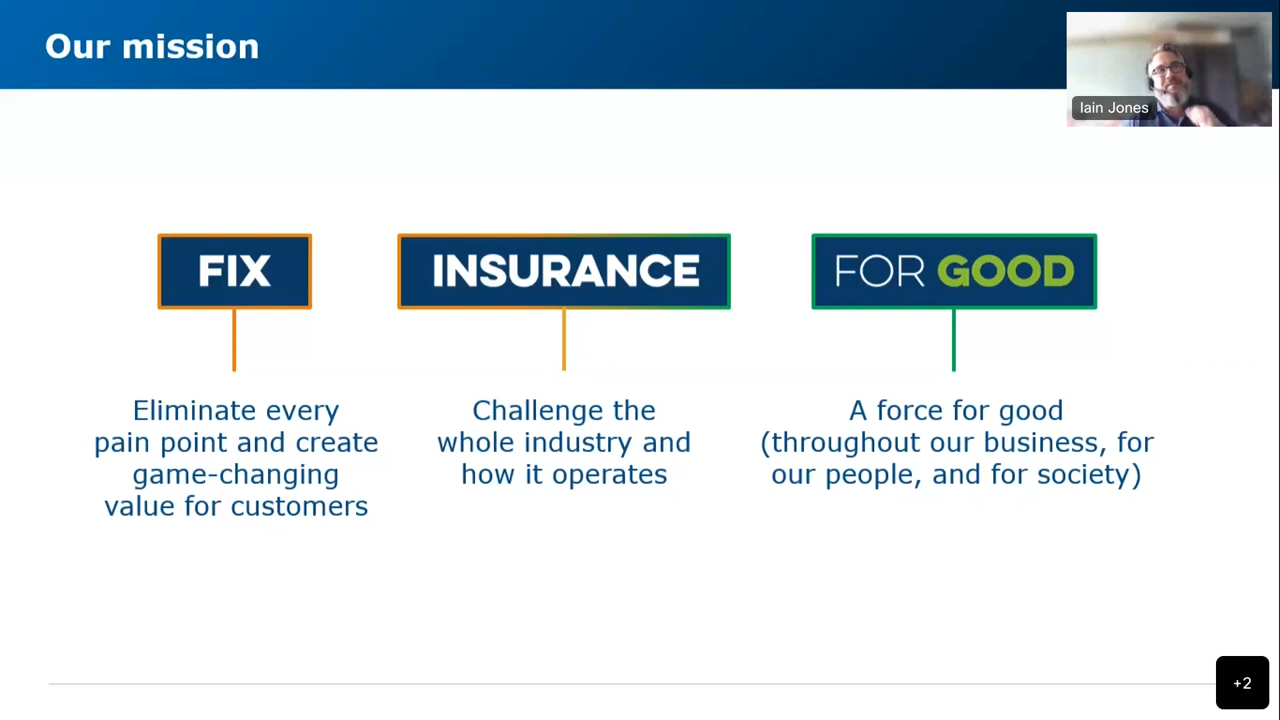 Our mission
Iain Jones
FIX
INSURANCE
FOR GOOD
Eliminate every
pain point and create
game-changing
value for customers
Challenge the
whole industry and
how it operates
A force for good
(throughout our business, for
our people, and for society)
+2